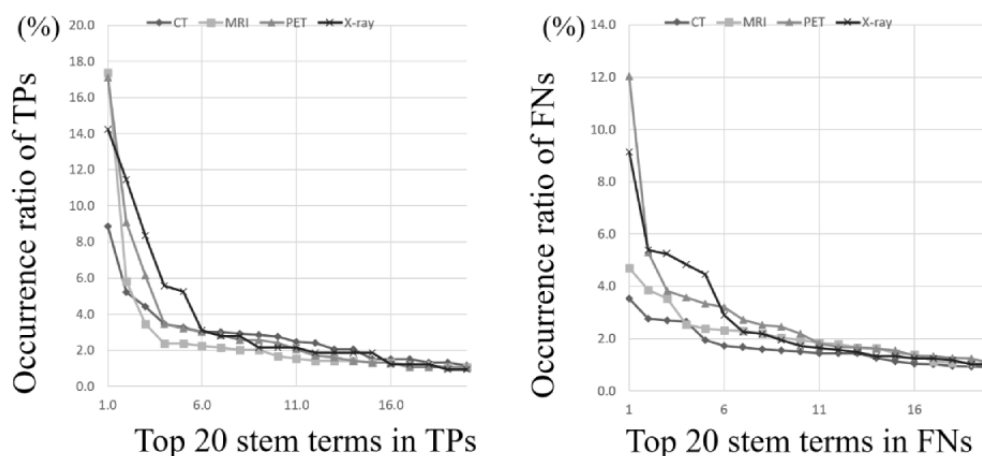 (%)
CT MRI PET X-ray
20.0
18.0
16.0
14.0
12.0
10.0
8.0
6.0
4.0
2.0
0.0
1.0 6.0 11.0 16.0
Occurrence ratio of TPs
Top 20 stem terms in TPs
(%)
CT MRI PET X-ray
14.0
12.0
10.0
8.0
6.0
4.0
2.0
0.0
1 6 11 16
Occurrence ratio of FNs
Top 20 stem terms in FNs